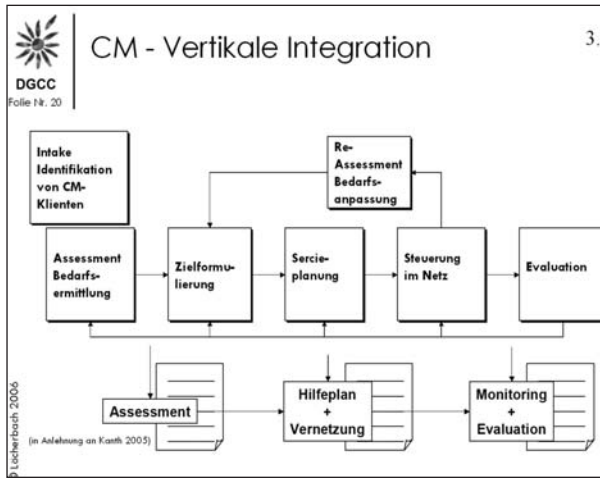 CM - Vertikale Integration
3.
DGCC
Folie Nr. 20
Intake
Identifikation
von CM-
Klienten
Re-
Assessment
Bedarfs-
anpassung
Assessment
Bedarfs-
ermittlung
Zielformu-
lierung
Sercie-
planung
Steuerung
im Netz
Evaluation
Assessment
Hilfeplan
+
Vernetzung
Monitoring
+
Evaluation
(in Anlehnung an Kanth 2005)
© Löcherbach 2006